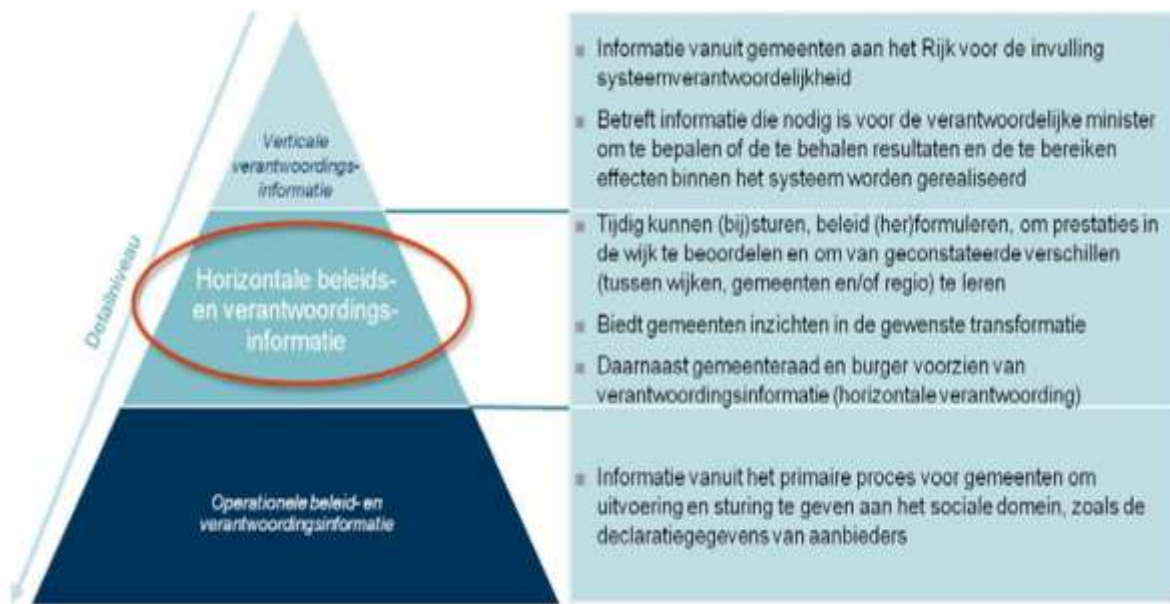 Detailniveau
Verticale
verantwoordings-
informatie
Horizontale beleids-
en verantwoordings-
informatie
Operationele beleid- en
verantwoordingsinformatie
Informatie vanuit gemeenten aan het Rijk voor de invulling
systeemverantwoordelijkheid
Betreft informatie die nodig is voor de verantwoordelijke minister
om te bepalen of de te behalen resultaten en de te bereiken
effecten binnen het systeem worden gerealiseerd
Tijdig kunnen (bij)sturen, beleid (her)formuleren, om prestaties in
de wijk te beoordelen en om van geconstateerde verschillen
(tussen wijken, gemeenten en/of regio) te leren
Biedt gemeenten inzichten in de gewenste transformatie
Daarnaast gemeenteraad en burger voorzien van
verantwoordingsinformatie (horizontale verantwoording)
Informatie vanuit het primaire proces voor gemeenten om
uitvoering en sturing te geven aan het sociale domein, zoals de
declaratiegegevens van aanbieders